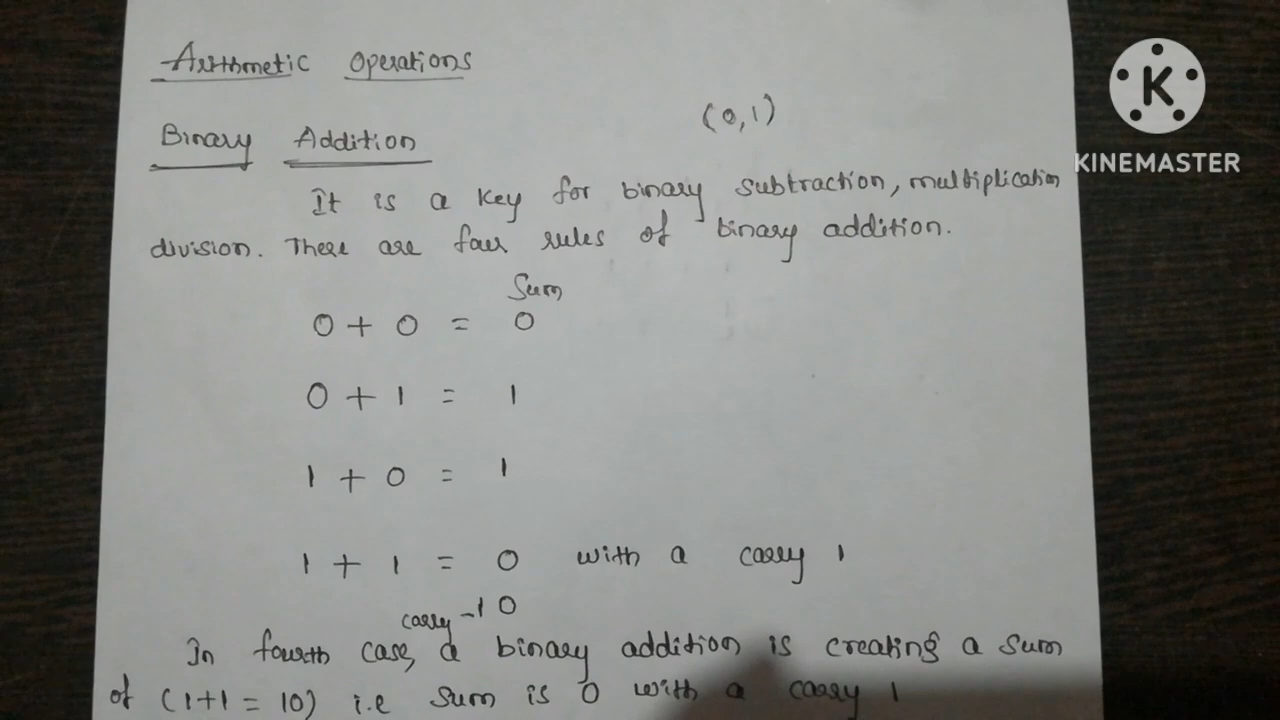 Arithmetic Operations
(0,1)
K
KINEMASTER
Binary Addition
It is a key for binary subtraction, multiplication
division. There are four rules of binary addition.
Sum
0 + 0 = 0
0 + 1 = 1
1 + 0 = 1
1 + 1 = 0 with a carry 1
carry -1 0
In fourth case, a binary addition is creating a sum
of (1+1 = 10) i.e sum is 0 with a carry 1